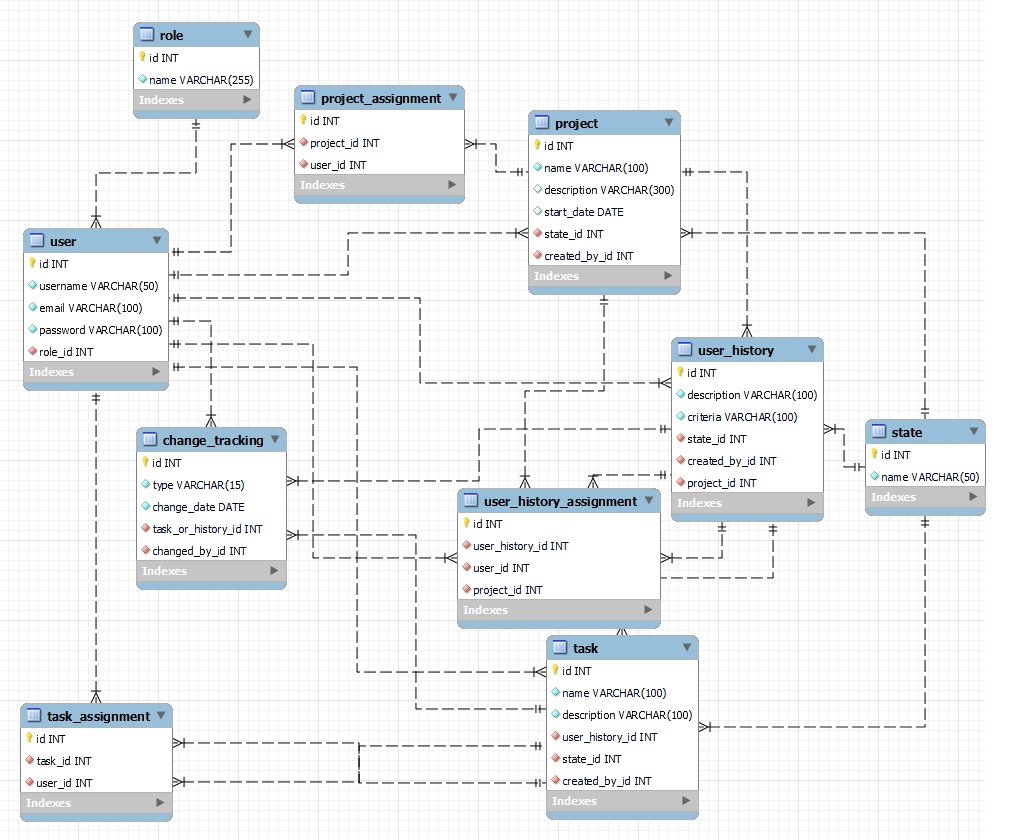 role
id INT
name VARCHAR(255)
Indexes
project_assignment
id INT
project_id INT
user_id INT
Indexes
project
id INT
name VARCHAR(100)
description VARCHAR(300)
start_date DATE
state_id INT
created_by_id INT
Indexes
user
id INT
username VARCHAR(50)
email VARCHAR(100)
password VARCHAR(100)
role_id INT
Indexes
user_history
id INT
description VARCHAR(100)
criteria VARCHAR(100)
state_id INT
created_by_id INT
project_id INT
Indexes
state
id INT
name VARCHAR(50)
Indexes
change_tracking
id INT
type VARCHAR(15)
change_date DATE
task_or_history_id INT
changed_by_id INT
Indexes
user_history_assignment
id INT
user_history_id INT
user_id INT
project_id INT
Indexes
task
id INT
name VARCHAR(100)
description VARCHAR(100)
user_history_id INT
state_id INT
created_by_id INT
Indexes
task_assignment
id INT
task_id INT
user_id INT
Indexes